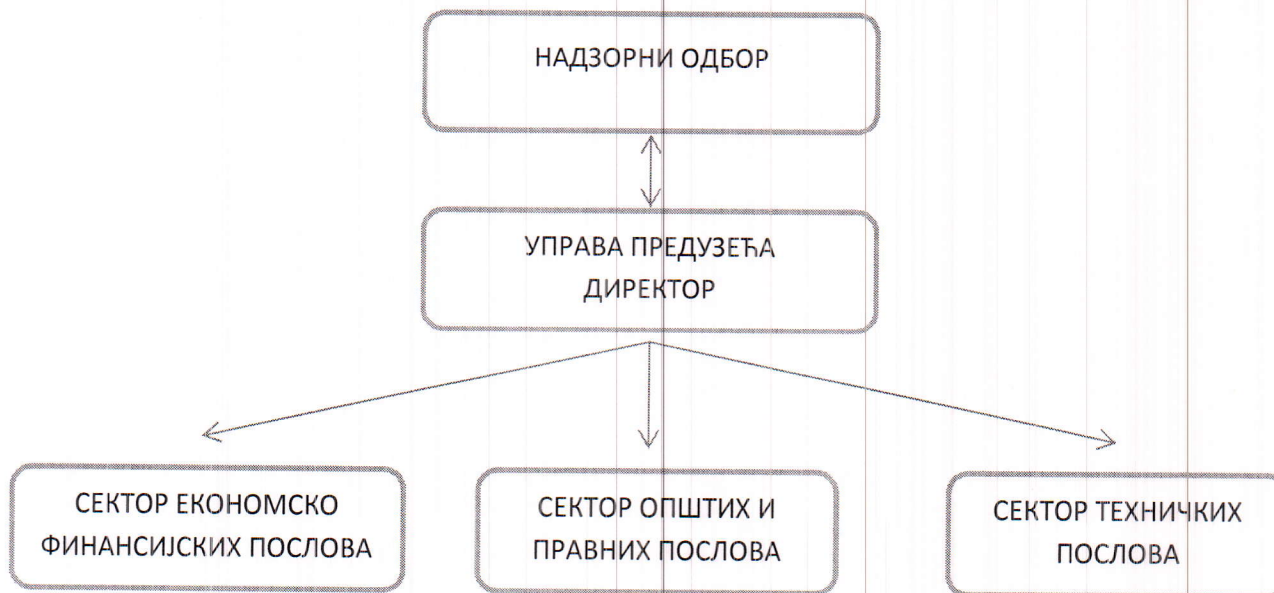 НАДЗОРНИ ОДБОР
УПРАВА ПРЕДУЗЕЋА
ДИРЕКТОР
СЕКТОР ЕКОНОМСКО
ФИНАНСИЈСКИХ ПОСЛОВА
СЕКТОР ОПШТИХ И
ПРАВНИХ ПОСЛОВА
СЕКТОР ТЕХНИЧКИХ
ПОСЛОВА